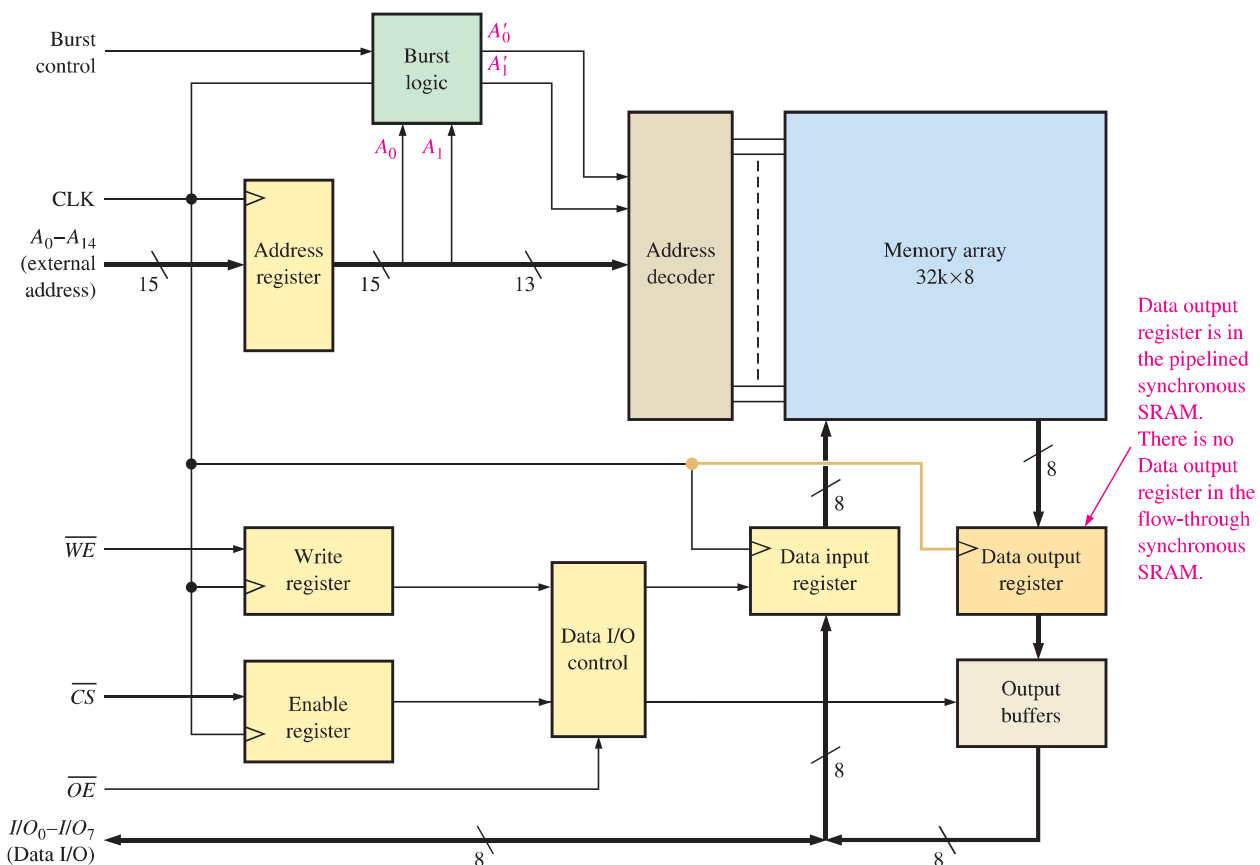 Burst
control
Burst
logic
A′0
A′1
A0
A1
CLK
A0–A14
(external
address)
15
Address
register
15
13
Address
decoder
Memory array
32k×8
Data output
register is in
the pipelined
synchronous
SRAM.
There is no
Data output
register in the
flow-through
synchronous
SRAM.
8
8
W̅E̅
Write
register
Data input
register
Data output
register
Data I/O
control
C̅S̅
Enable
register
Output
buffers
O̅E̅
8
I/O0–I/O7
(Data I/O)
8
8